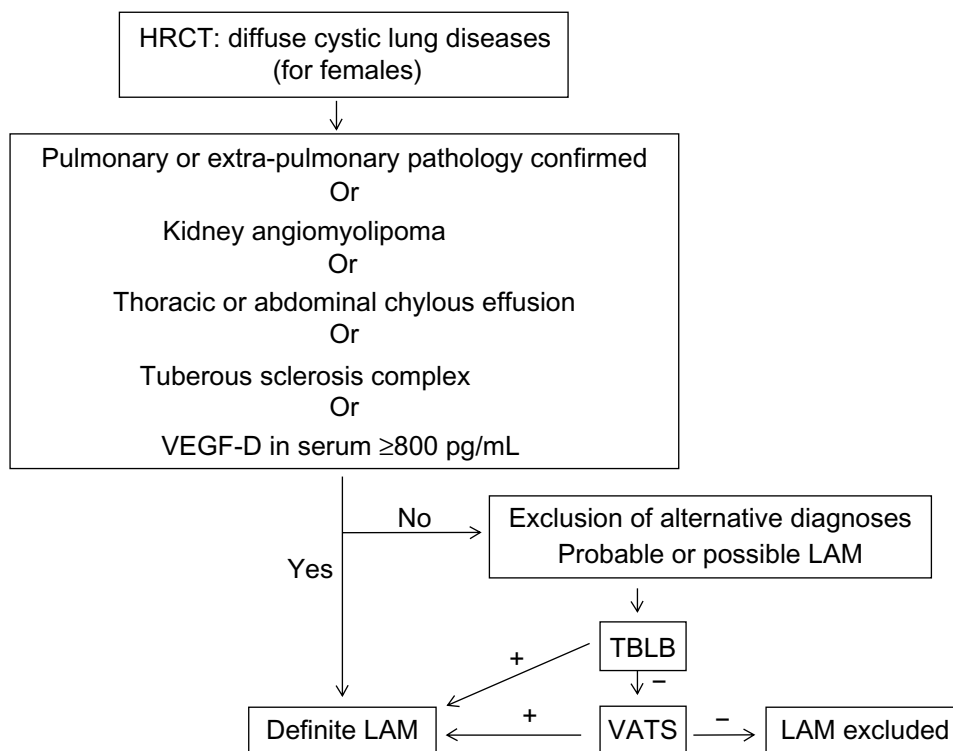 HRCT: diffuse cystic lung diseases
(for females)
Pulmonary or extra-pulmonary pathology confirmed
Or
Kidney angiomyolipoma
Or
Thoracic or abdominal chylous effusion
Or
Tuberous sclerosis complex
Or
VEGF-D in serum ≥800 pg/mL
No
Yes
Exclusion of alternative diagnoses
Probable or possible LAM
TBLB
+
−
Definite LAM
+
VATS
−
LAM excluded